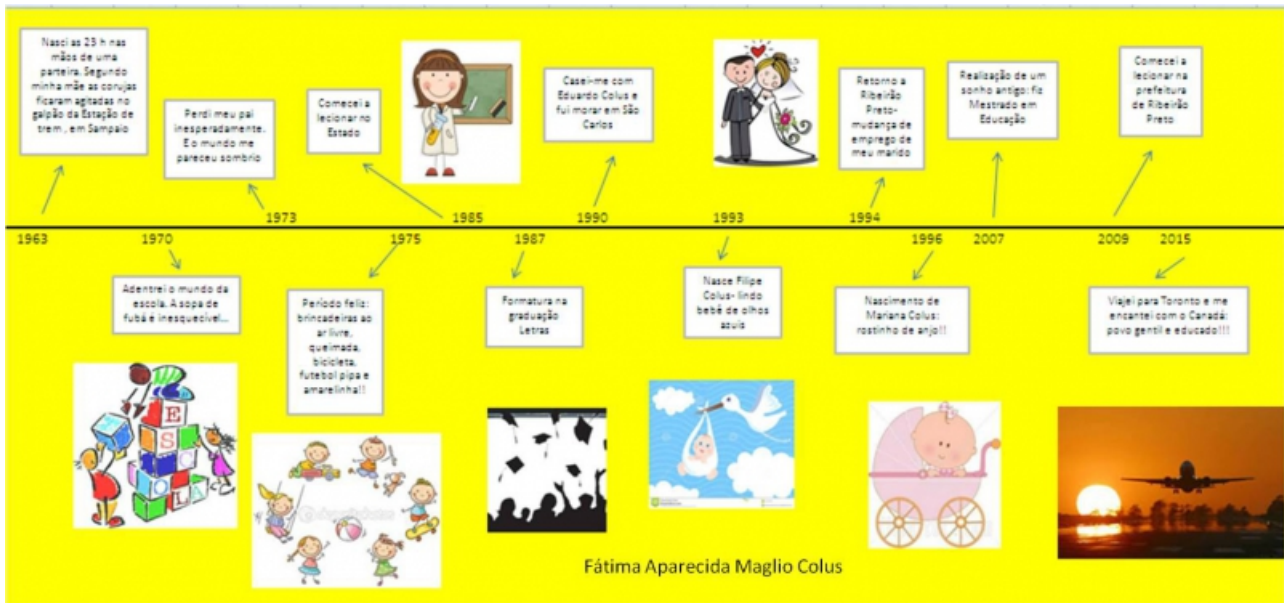 Nasci as 23 h nas
mãos de uma
parteira. Segundo
minha mãe as corujas
ficaram agitadas no
galpão da Estação de
trem , em Sampaio
Perdi meu pai
inesperadamente.
E o mundo me
pareceu sombrio
Comecei a
lecionar no
Estado
Casei-me com
Eduardo Colus e
fui morar em São
Carlos
Retorno a
Ribeirão
Preto-
mudança de
emprego de
meu marido
Realização de um
sonho antigo: fiz
Mestrado em
Educação
Comecei a
lecionar na
prefeitura
de Ribeirão
Preto
1973
1985
1990
1993
1994
1963
1970
1975
1987
1996
2007
2009
2015
Adentrei o mundo da
escola. A sopa de
fubá é inesquecível...
Período feliz:
brincadeiras ao
ar livre,
queimada,
bicicleta,
futebol pipa e
amarelinha!!
Formatura na
graduação
Letras
Nasce Filipe
Colus- lindo
bebê de olhos
azuis
Nascimento de
Mariana Colus:
rostinho de anjo!!
Viajei para Toronto e me
encantei com o Canadá:
povo gentil e educado!!!
E
S
C
OLA
Fátima Aparecida Maglio Colus